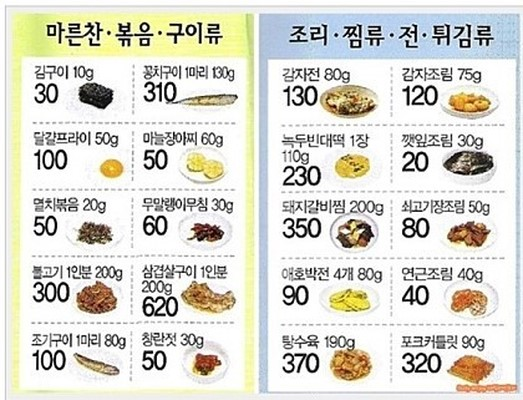 마른찬·볶음·구이류
김구이 10g
30
꽁치구이 1마리 130g
310
달걀프라이 50g
100
마늘장아찌 60g
50
멸치볶음 20g
50
무말랭이무침 30g
60
불고기 1인분 200g
300
삼겹살구이 1인분
200g
620
조기구이 1마리 80g
100
창란젓 30g
50
조리·찜류·전·튀김류
감자전 80g
130
감자조림 75g
120
녹두빈대떡 1장
110g
230
깻잎조림 30g
20
돼지갈비찜 200g
350
쇠고기장조림 50g
80
애호박전 4개 80g
90
연근조림 40g
40
탕수육 190g
370
포크커틀릿 90g
320